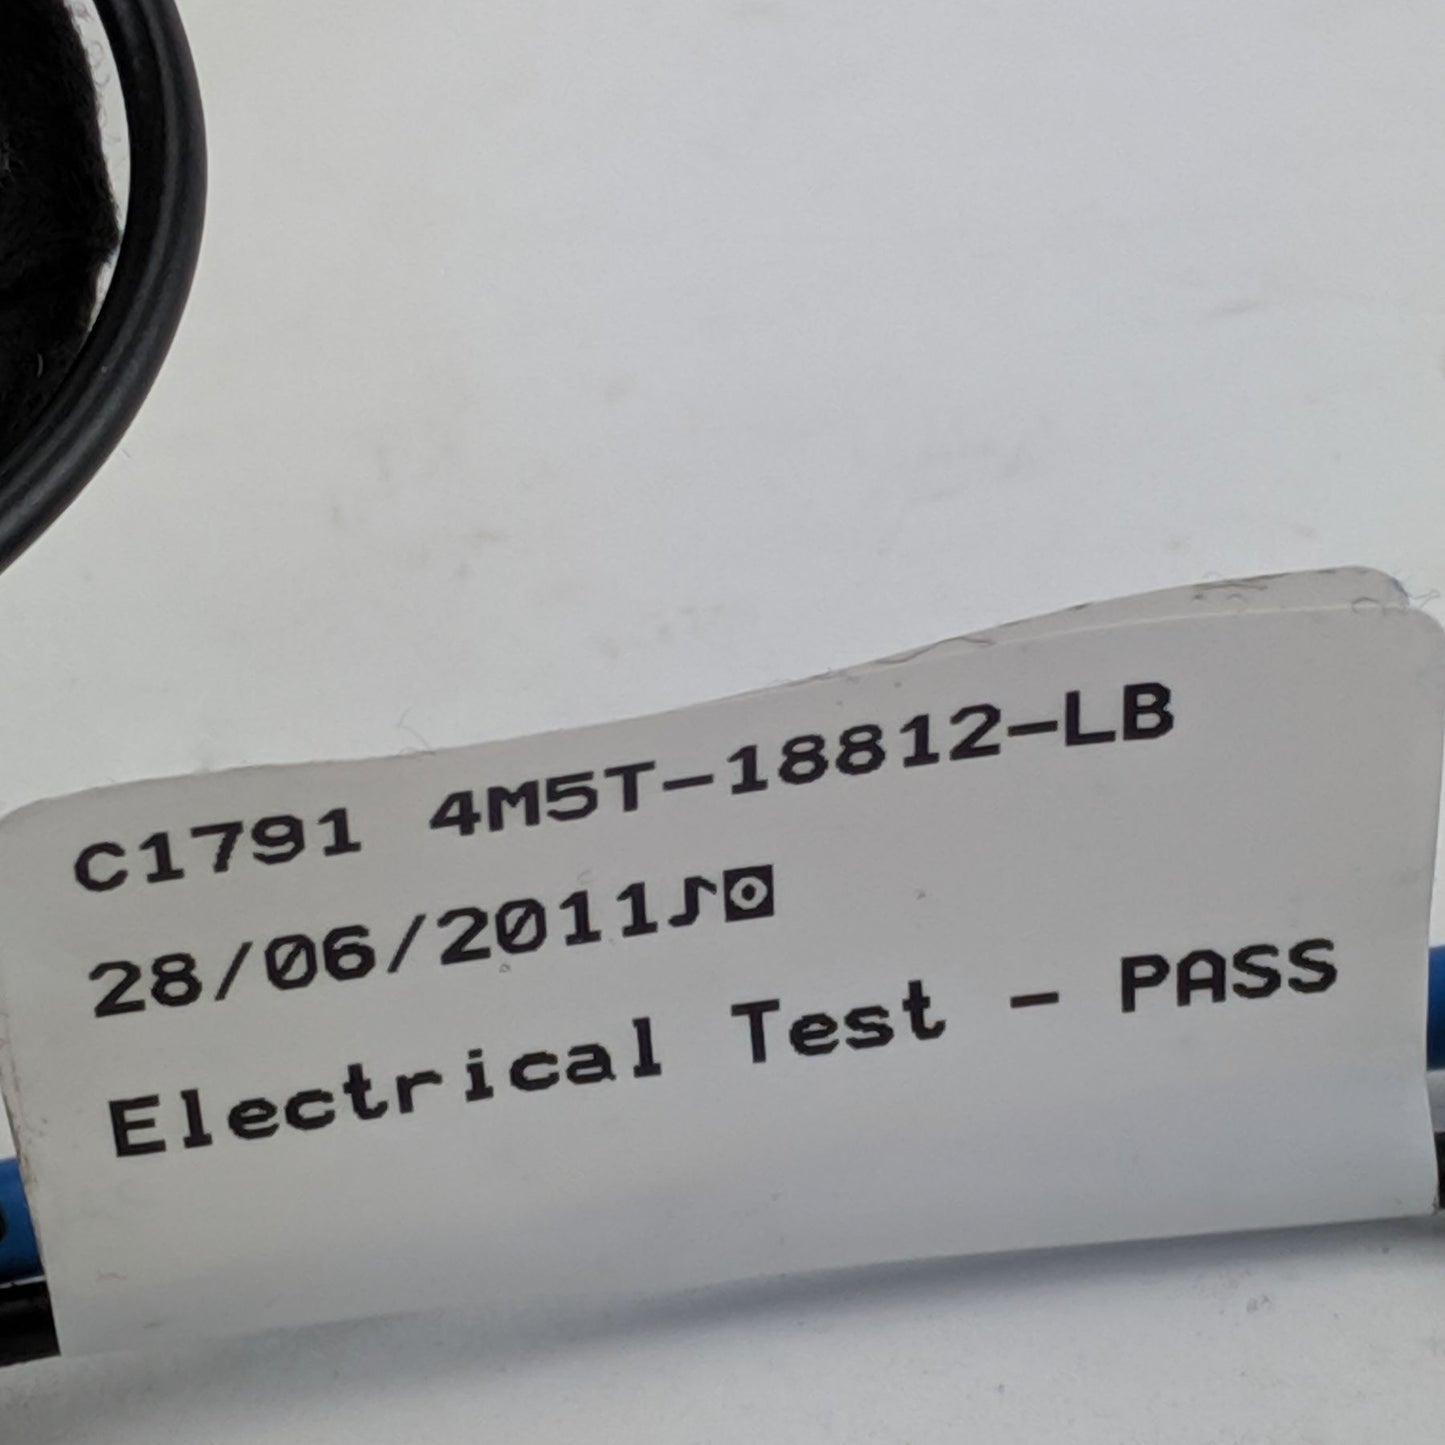 C1791 4M5T-18812-LB
28/06/2011♪◙
Electrical Test - PASS